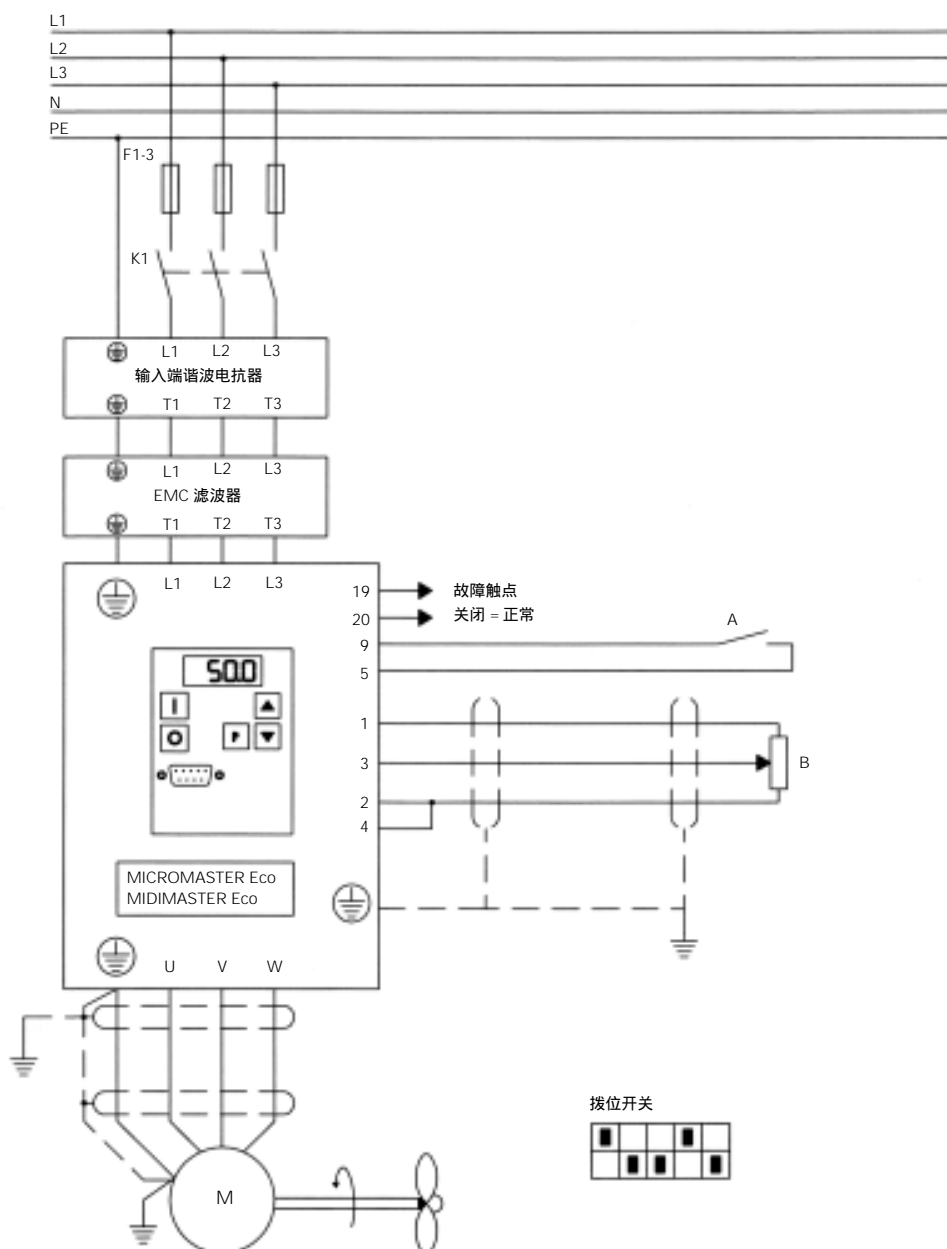 L1
L2
L3
N
PE
F1-3
K1
L1 L2 L3
输入端谐波电抗器
T1 T2 T3
L1 L2 L3
EMC 滤波器
T1 T2 T3
L1 L2 L3
19 故障触点
20 关闭 = 正常
A
9
5
50.0
I
O P
1
3 B
2
4
MICROMASTER Eco
MIDIMASTER Eco
U V W
拨位开关
M